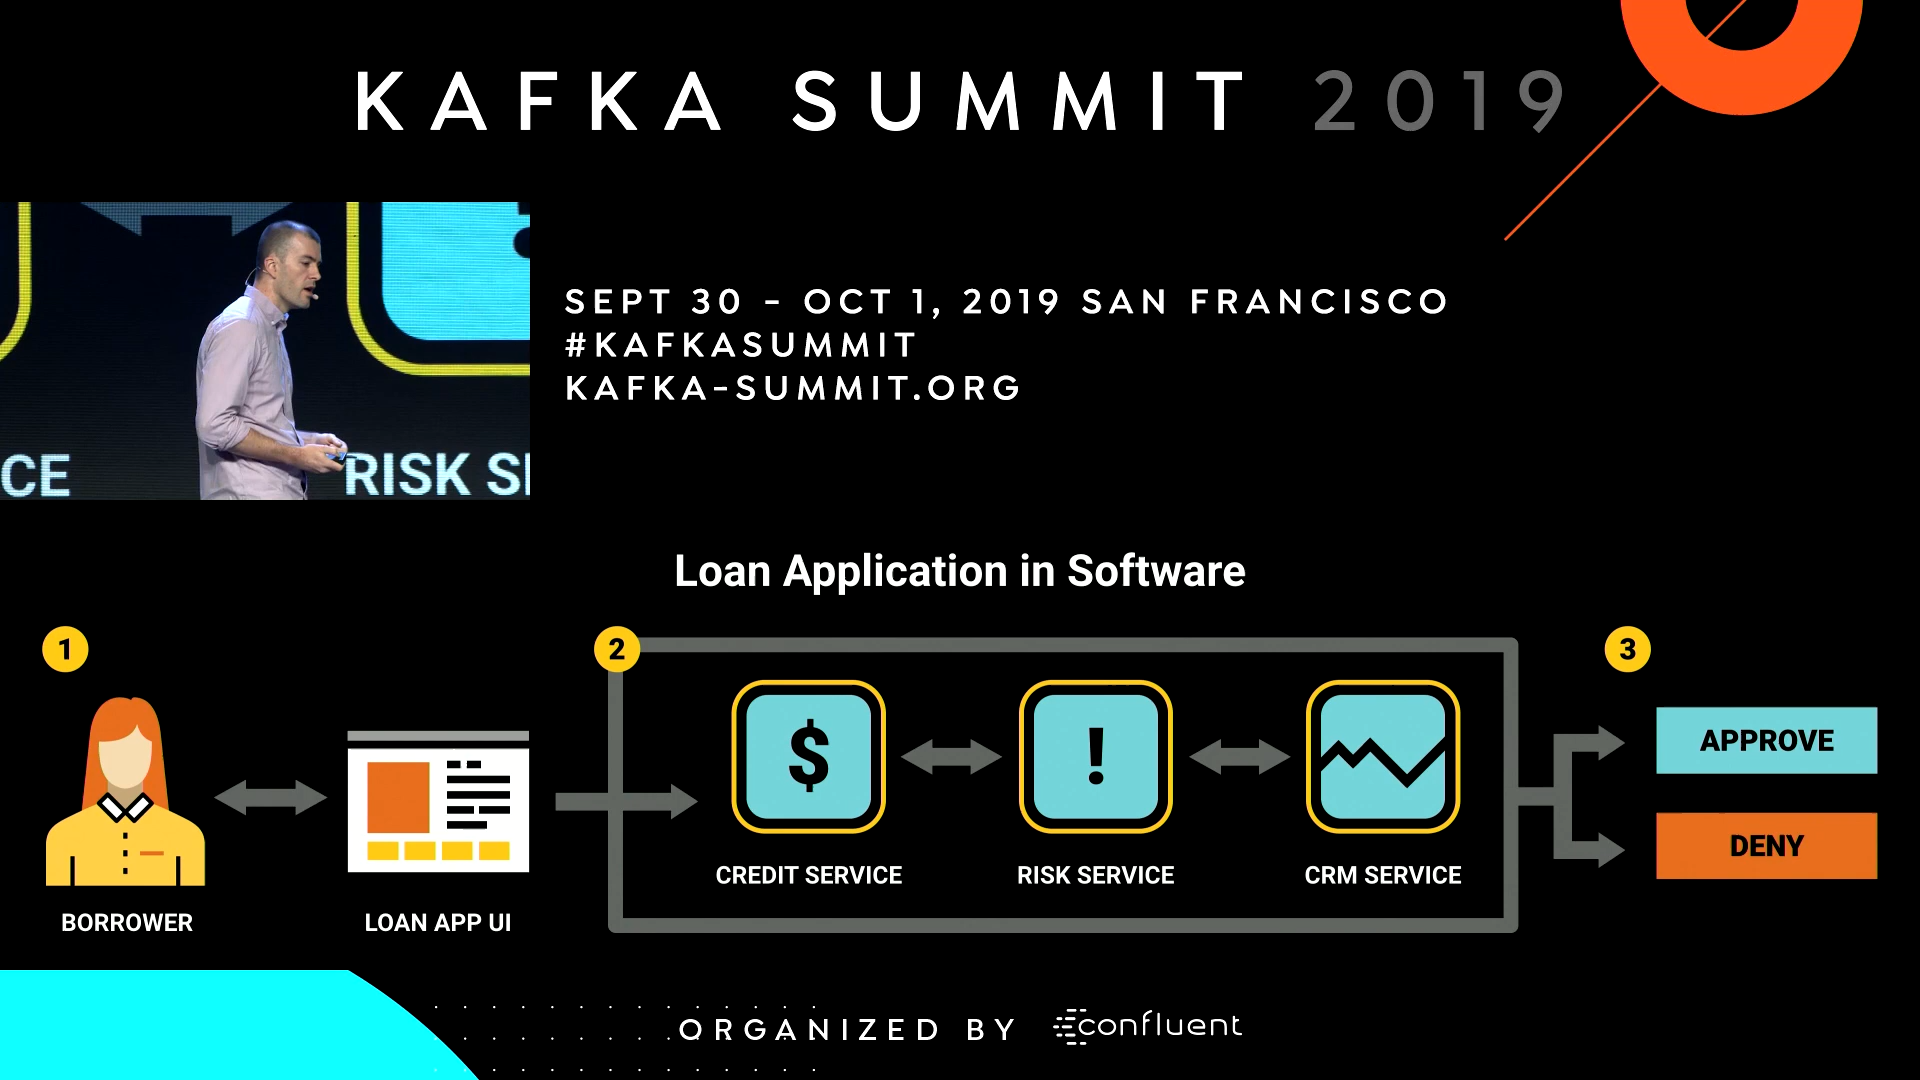 KAFKA SUMMIT 2019
SEPT 30 - OCT 1, 2019 SAN FRANCISCO
#KAFKASUMMIT
KAFKA-SUMMIT.ORG
CE
RISK S
Loan Application in Software
1
2
3
$
!
APPROVE
DENY
CREDIT SERVICE
RISK SERVICE
CRM SERVICE
BORROWER
LOAN APP UI
ORGANIZED BY confluent